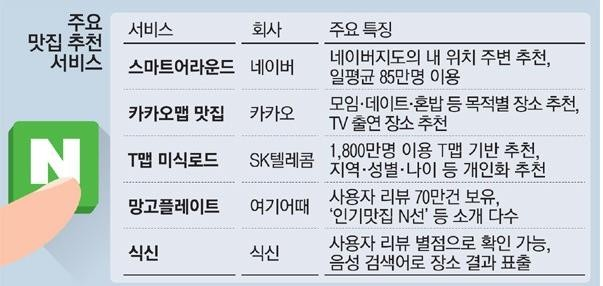 주요
맛집 추천
서비스
N
서비스 회사 주요 특징
스마트어라운드 네이버 네이버지도의 내 위치 주변 추천,
일평균 85만명 이용
카카오맵 맛집 카카오 모임·데이트·혼밥 등 목적별 장소 추천,
TV 출연 장소 추천
T맵 미식로드 SK텔레콤 1,800만명 이용 T맵 기반 추천,
지역·성별·나이 등 개인화 추천
망고플레이트 여기어때 사용자 리뷰 70만건 보유,
‘인기맛집 N선’ 등 소개 다수
식신 식신 사용자 리뷰 별점으로 확인 가능,
음성 검색어로 장소 결과 표출